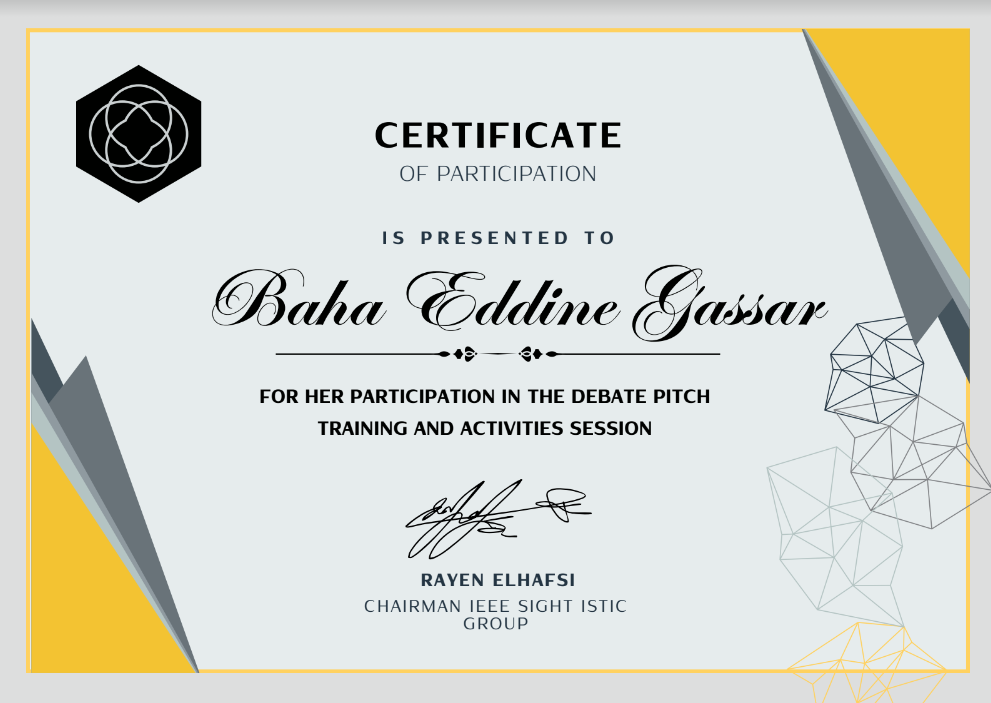 CERTIFICATE
OF PARTICIPATION
IS PRESENTED TO
Baha Eddine Gassar
FOR HER PARTICIPATION IN THE DEBATE PITCH
TRAINING AND ACTIVITIES SESSION
RAYEN ELHAFSI
CHAIRMAN IEEE SIGHT ISTIC
GROUP